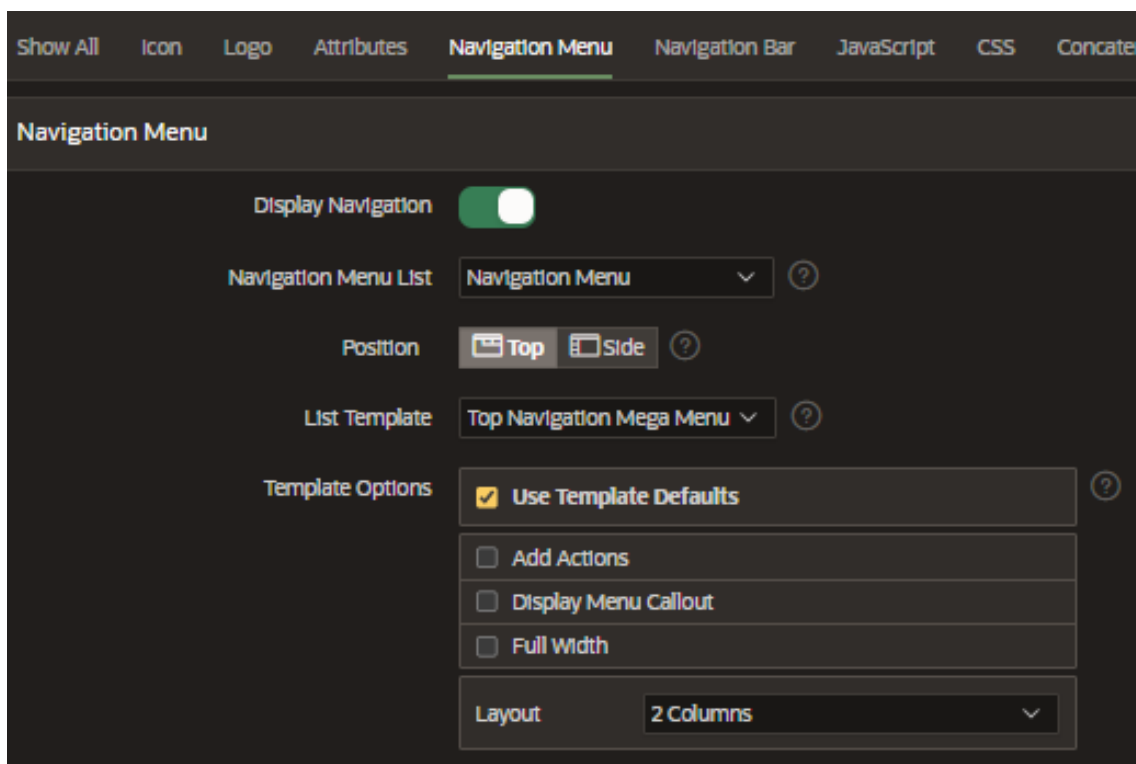 Show All Icon Logo Attributes Navigation Menu Navigation Bar JavaScript CSS Concate
Navigation Menu
Display Navigation
Navigation Menu List Navigation Menu ?
Position Top Side ?
List Template Top Navigation Mega Menu ?
Template Options Use Template Defaults ?
Add Actions
Display Menu Callout
Full Width
Layout 2 Columns